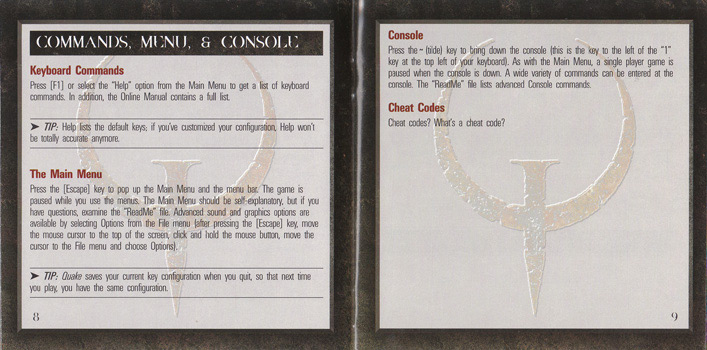 COMMANDS, MENU, & CONSOLE
Keyboard Commands
Press [F1] or select the "Help" option from the Main Menu to get a list of keyboard
commands. In addition, the Online Manual contains a full list.
➤ TIP: Help lists the default keys; if you've customized your configuration, Help won't
be totally accurate anymore.
The Main Menu
Press the [Escape] key to pop up the Main Menu and the menu bar. The game is
paused while you use the menus. The Main Menu should be self-explanatory, but if you
have questions, examine the "ReadMe" file. Advanced sound and graphics options are
available by selecting Options from the File menu (after pressing the [Escape] key, move
the mouse cursor to the top of the screen, click and hold the mouse button, move the
cursor to the File menu and choose Options).
➤ TIP: Quake saves your current key configuration when you quit, so that next time
you play, you have the same configuration.
8
Console
Press the ~ (tilde) key to bring down the console (this is the key to the left of the "1"
key at the top left of your keyboard). As with the Main Menu, a single player game is
paused when the console is down. A wide variety of commands can be entered at the
console. The "ReadMe" file lists advanced Console commands.
Cheat Codes
Cheat codes? What's a cheat code?
9